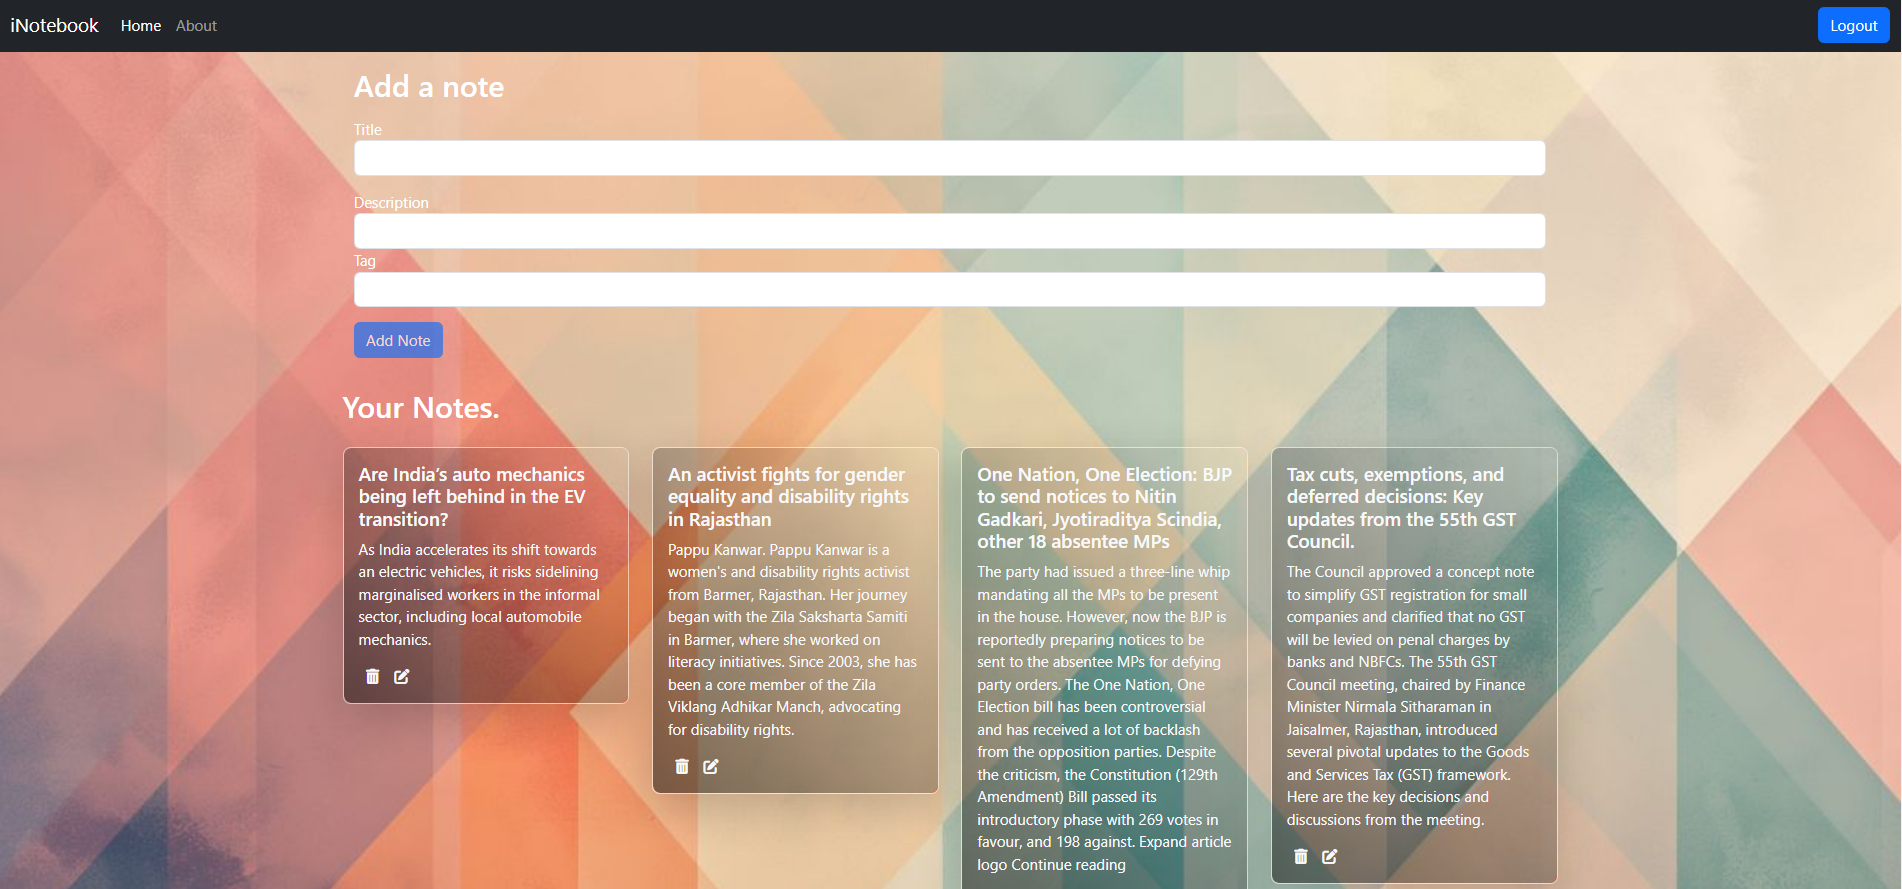 iNotebook Home About Logout
Add a note
Title
Description
Tag
Add Note
Your Notes.
Are India’s auto mechanics
being left behind in the EV
transition?
As India accelerates its shift towards
an electric vehicles, it risks sidelining
marginalised workers in the informal
sector, including local automobile
mechanics.
An activist fights for gender
equality and disability rights
in Rajasthan
Pappu Kanwar. Pappu Kanwar is a
women's and disability rights activist
from Barmer, Rajasthan. Her journey
began with the Zila Saksharta Samiti
in Barmer, where she worked on
literacy initiatives. Since 2003, she has
been a core member of the Zila
Viklang Adhikar Manch, advocating
for disability rights.
One Nation, One Election: BJP
to send notices to Nitin
Gadkari, Jyotiraditya Scindia,
other 18 absentee MPs
The party had issued a three-line whip
mandating all the MPs to be present
in the house. However, now the BJP is
reportedly preparing notices to be
sent to the absentee MPs for defying
party orders. The One Nation, One
Election bill has been controversial
and has received a lot of backlash
from the opposition parties. Despite
the criticism, the Constitution (129th
Amendment) Bill passed its
introductory phase with 269 votes in
favour, and 198 against. Expand article
logo Continue reading
Tax cuts, exemptions, and
deferred decisions: Key
updates from the 55th GST
Council.
The Council approved a concept note
to simplify GST registration for small
companies and clarified that no GST
will be levied on penal charges by
banks and NBFCs. The 55th GST
Council meeting, chaired by Finance
Minister Nirmala Sitharaman in
Jaisalmer, Rajasthan, introduced
several pivotal updates to the Goods
and Services Tax (GST) framework.
Here are the key decisions and
discussions from the meeting.